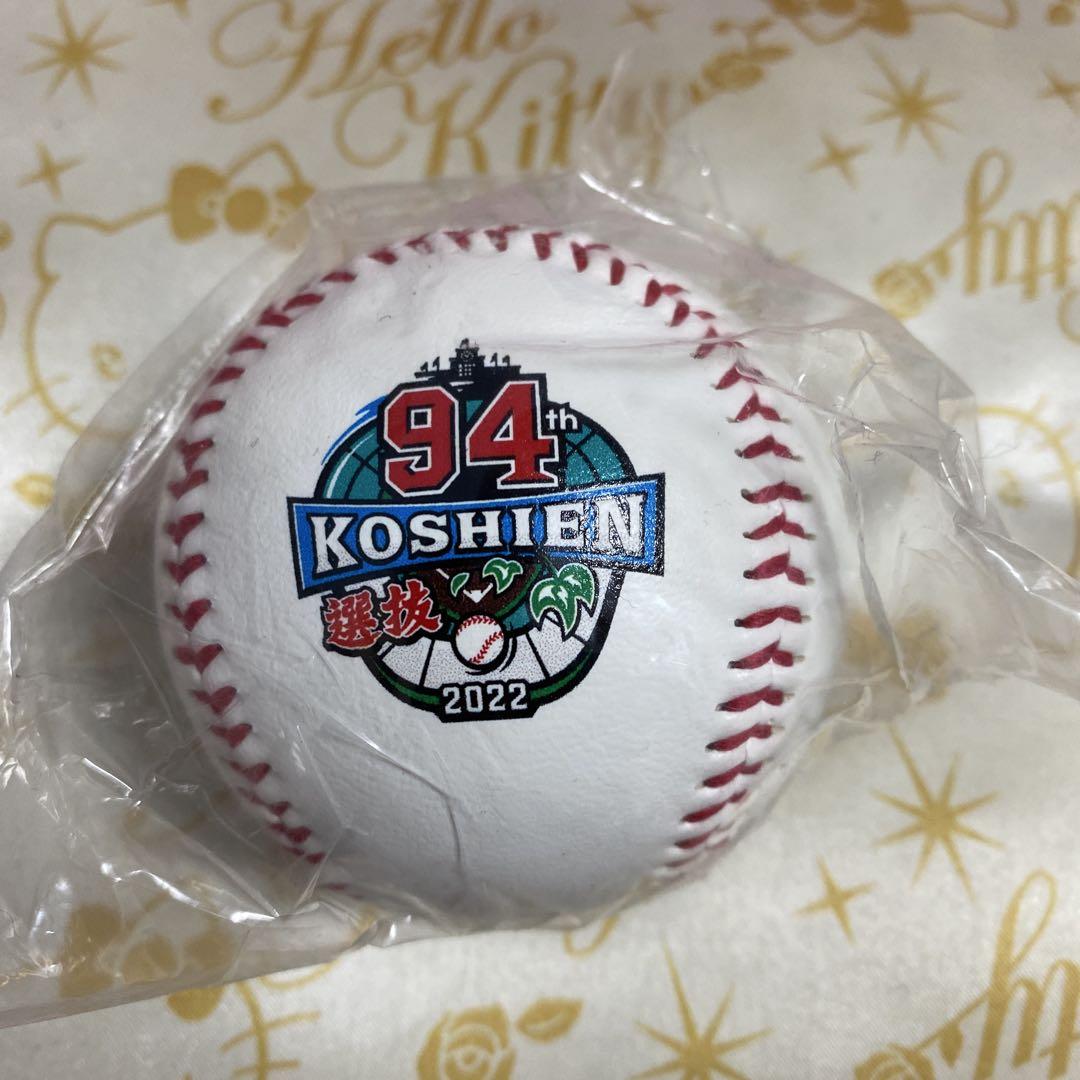 Hello
Kitty
94th
KOSHIEN
選抜
2022